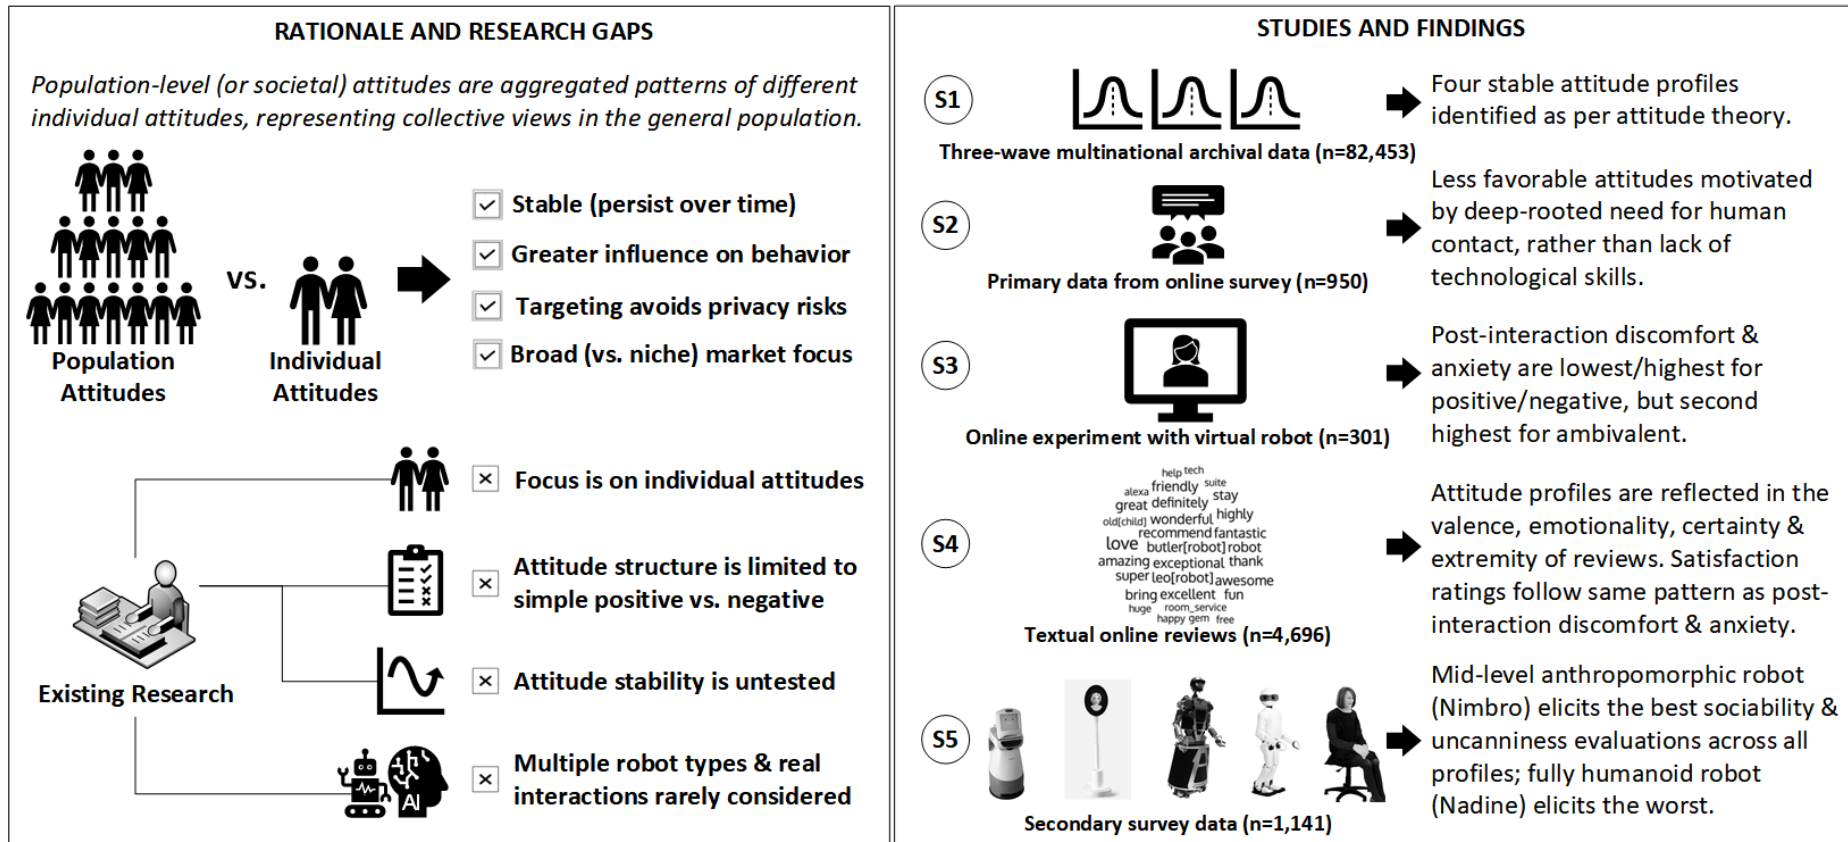 RATIONALE AND RESEARCH GAPS
Population-level (or societal) attitudes are aggregated patterns of different
individual attitudes, representing collective views in the general population.
vs.
Population
Attitudes
Individual
Attitudes
Stable (persist over time)
Greater influence on behavior
Targeting avoids privacy risks
Broad (vs. niche) market focus
Existing Research
Focus is on individual attitudes
Attitude structure is limited to
simple positive vs. negative
Attitude stability is untested
AI
Multiple robot types & real
interactions rarely considered
STUDIES AND FINDINGS
S1
Three-wave multinational archival data (n=82,453)
Four stable attitude profiles
identified as per attitude theory.
S2
Primary data from online survey (n=950)
Less favorable attitudes motivated
by deep-rooted need for human
contact, rather than lack of
technological skills.
S3
Online experiment with virtual robot (n=301)
Post-interaction discomfort &
anxiety are lowest/highest for
positive/negative, but second
highest for ambivalent.
S4
help tech
alexa friendly suite
great definitely stay
old[child] wonderful highly
recommend fantastic
love butler[robot] robot
amazing exceptional thank
super leo[robot] awesome
bring excellent fun
huge room_service
happy gem free
Textual online reviews (n=4,696)
Attitude profiles are reflected in the
valence, emotionality, certainty &
extremity of reviews. Satisfaction
ratings follow same pattern as post-
interaction discomfort & anxiety.
S5
Secondary survey data (n=1,141)
Mid-level anthropomorphic robot
(Nimbro) elicits the best sociability &
uncanniness evaluations across all
profiles; fully humanoid robot
(Nadine) elicits the worst.